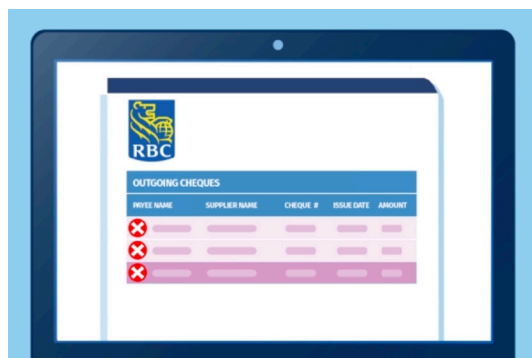 RBC
OUTGOING CHEQUES
PAYEE NAME SUPPLIER NAME CHEQUE # ISSUE DATE AMOUNT